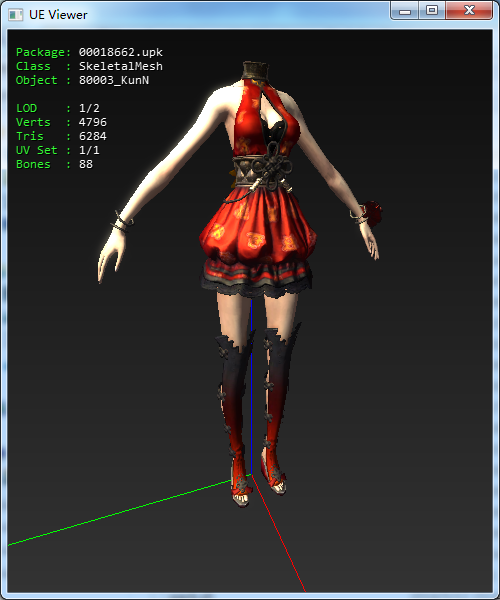 UE Viewer
Package: 00018662.upk
Class  : SkeletalMesh
Object : 80003_KunN
LOD    : 1/2
Verts  : 4796
Tris   : 6284
UV Set : 1/1
Bones  : 88